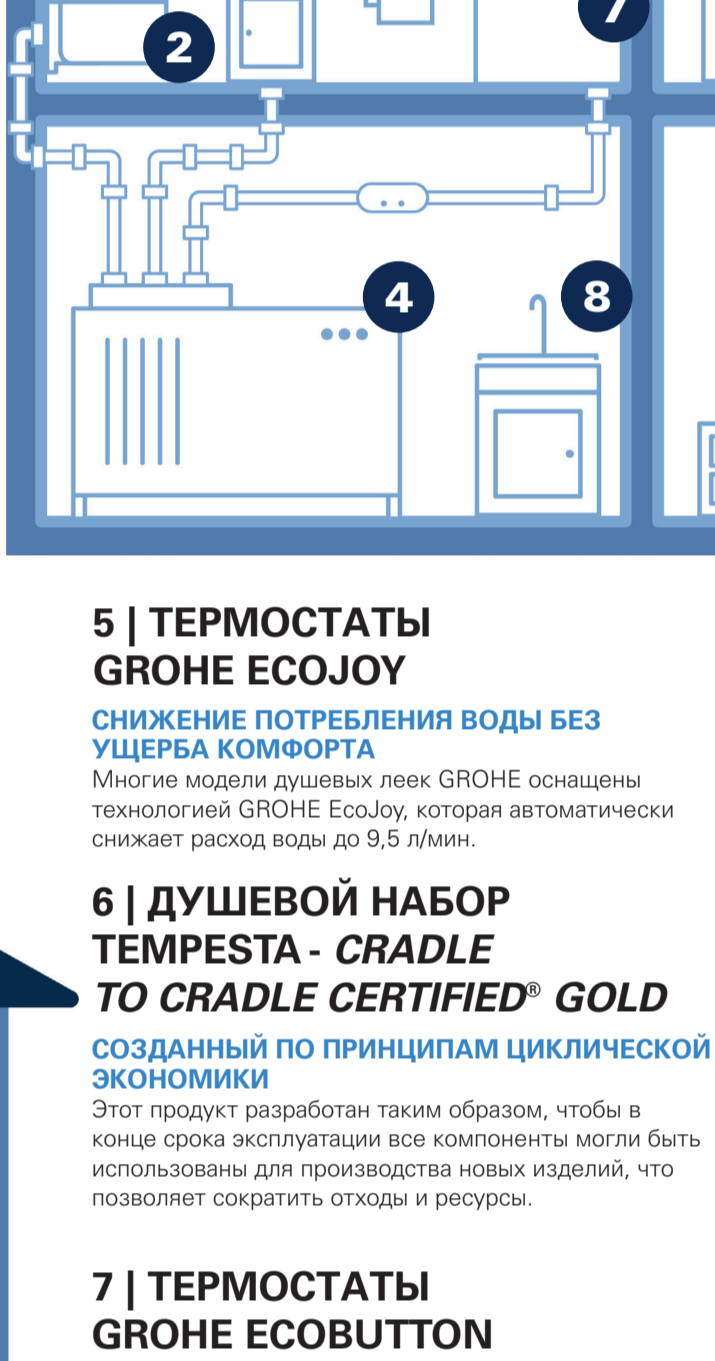 2
7
4
8
5 | ТЕРМОСТАТЫ
GROHE ECOJOY
СНИЖЕНИЕ ПОТРЕБЛЕНИЯ ВОДЫ БЕЗ
УЩЕРБА КОМФОРТА
Многие модели душевых леек GROHE оснащены
технологией GROHE EcoJoy, которая автоматически
снижает расход воды до 9,5 л/мин.
6 | ДУШЕВОЙ НАБОР
TEMPESTA - CRADLE
TO CRADLE CERTIFIED® GOLD
СОЗДАННЫЙ ПО ПРИНЦИПАМ ЦИКЛИЧЕСКОЙ
ЭКОНОМИКИ
Этот продукт разработан таким образом, чтобы в
конце срока эксплуатации все компоненты могли быть
использованы для производства новых изделий, что
позволяет сократить отходы и ресурсы.
7 | ТЕРМОСТАТЫ
GROHE ECOBUTTON